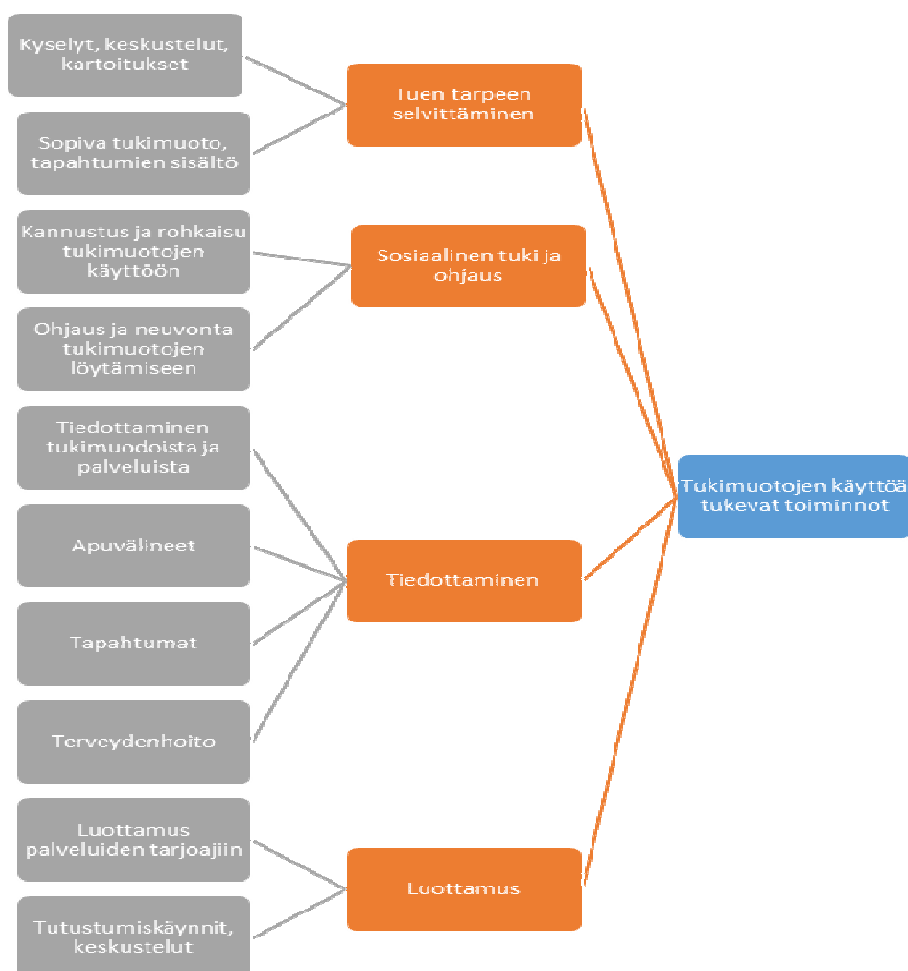 Kyselyt, keskustelut,
kartoitukset
Sopiva tukimuoto,
tapahtumien sisältö
Kannustus ja rohkaisu
tukimuotojen
käyttöön
Ohjaus ja neuvonta
tukimuotojen
löytämiseen
Tiedottaminen
tukimuodoista ja
palveluista
Apuvälineet
Tapahtumat
Terveydenhoito
Luottamus
palveluiden tarjoajiin
Tutustumiskäynnit,
keskustelut
Tuen tarpeen
selvittäminen
Sosiaalinen tuki ja
ohjaus
Tiedottaminen
Luottamus
Tukimuotojen käyttöä
tukevat toiminnot